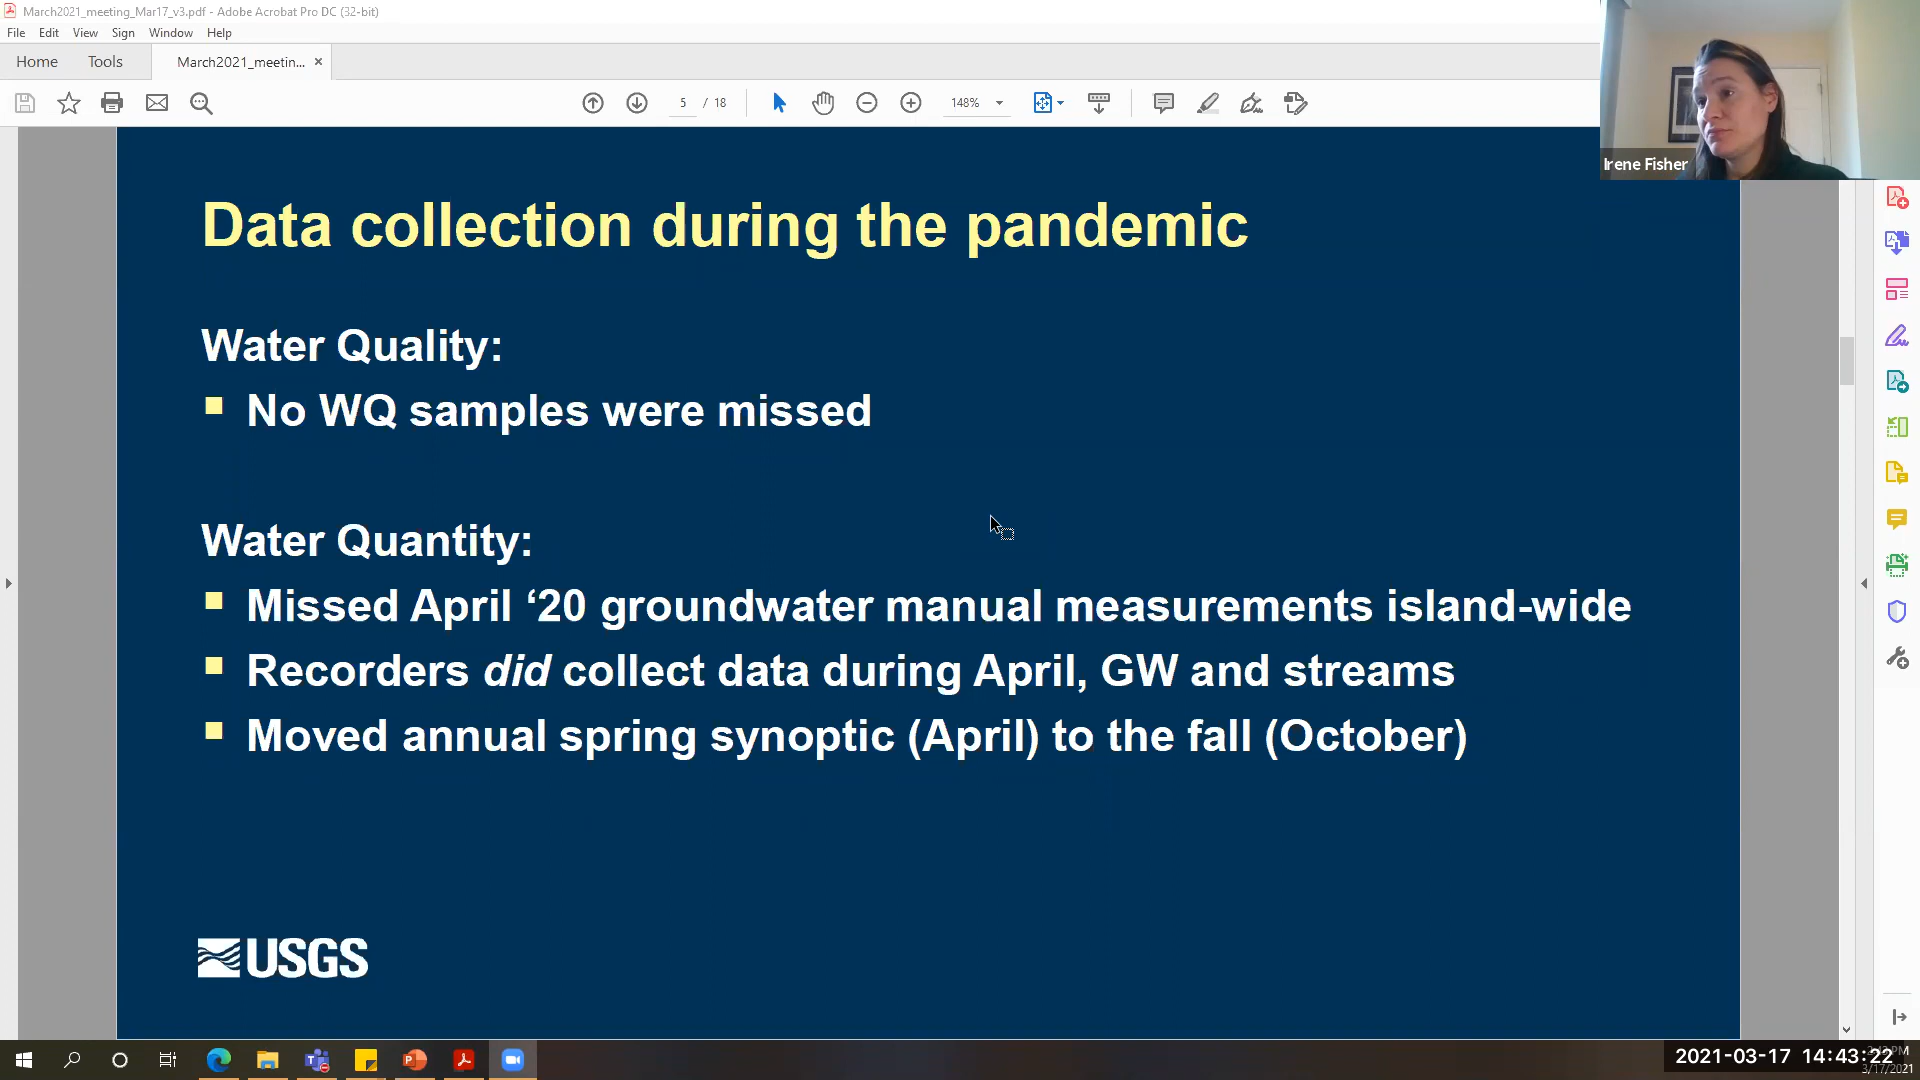 March2021_meeting_Mar17_v3.pdf - Adobe Acrobat Pro DC (32-bit)
File Edit View Sign Window Help
Home Tools March2021_meetin... ×
5 / 18 148%
Irene Fisher
Data collection during the pandemic
Water Quality:
No WQ samples were missed
Water Quantity:
Missed April ‘20 groundwater manual measurements island-wide
Recorders did collect data during April, GW and streams
Moved annual spring synoptic (April) to the fall (October)
USGS
2021-03-17 14:43:22
3/17/2021